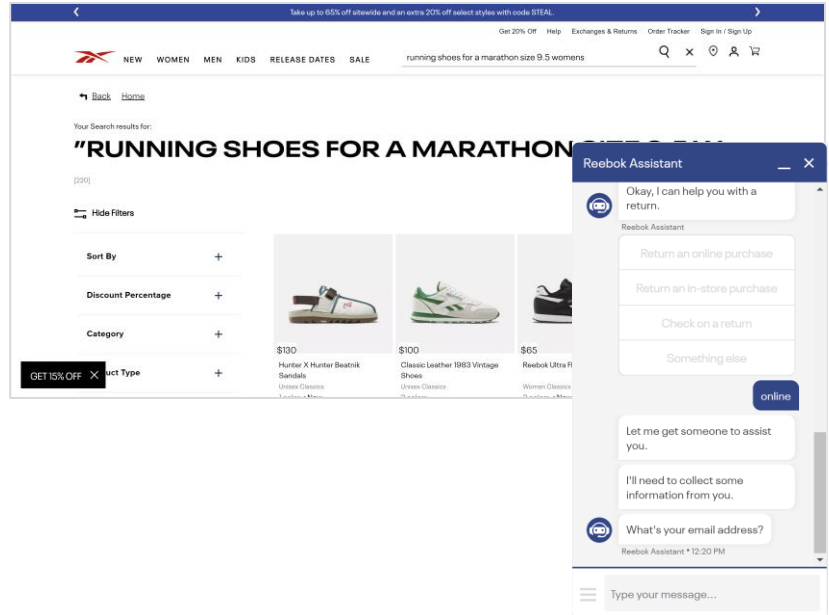 Take up to 65% off sitewide and an extra 20% off select styles with code STEAL.
Get 20% Off Help Exchanges & Returns Order Tracker Sign In / Sign Up
NEW WOMEN MEN KIDS RELEASE DATES SALE
running shoes for a marathon size 9.5 womens
Back Home
Your Search results for:
"RUNNING SHOES FOR A MARATHON
[220]
Hide Filters
Sort By
Discount Percentage
Category
uct Type
GET 15% OFF
$130
Hunter X Hunter Beatnik
Sandals
Unisex Classics
$100
Classic Leather 1983 Vintage
Shoes
Unisex Classics
$65
Reebok Ultra Fl
Women Classics
Reebok Assistant
Okay, I can help you with a
return.
Reebok Assistant
Return an online purchase
Return an in-store purchase
Check on a return
Something else
online
Let me get someone to assist
you.
I'll need to collect some
information from you.
What's your email address?
Reebok Assistant • 12:20 PM
Type your message...